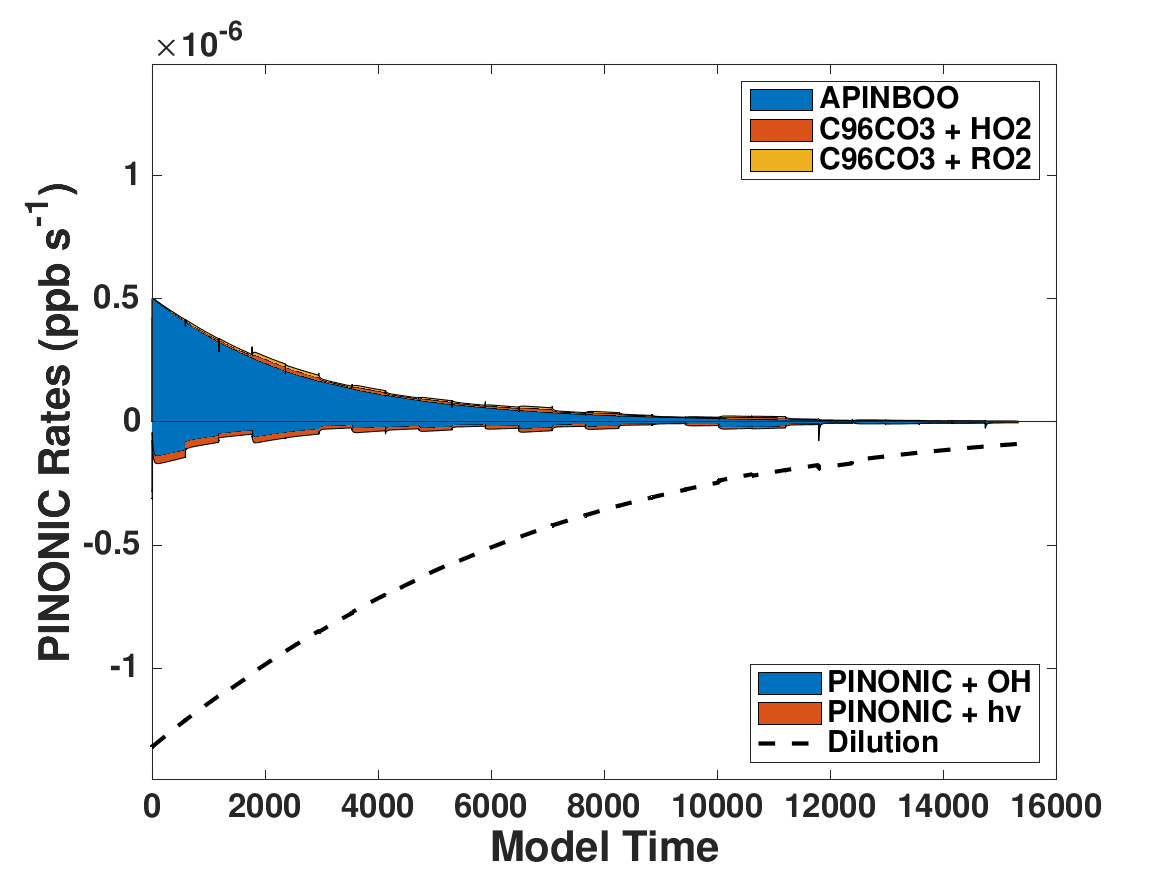 ×10-6
PINONIC Rates (ppb s-1)
1
0.5
0
-0.5
-1
APINBOO
C96CO3 + HO2
C96CO3 + RO2
PINONIC + OH
PINONIC + hv
Dilution
0 2000 4000 6000 8000 10000 12000 14000 16000
Model Time